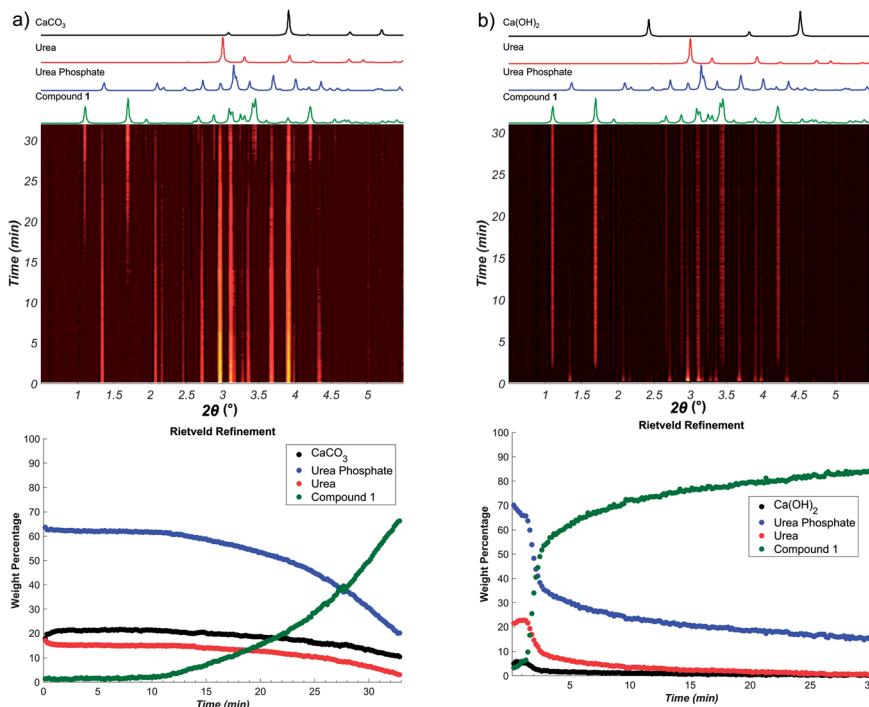 a)
CaCO3
Urea
Urea Phosphate
Compound 1
30
25
20
15
10
5
0
Time (min)
1 1.5 2 2.5 3 3.5 4 4.5 5
2θ (°)
Rietveld Refinement
100
90
80
70
60
50
40
30
20
10
0
Weight Percentage
CaCO3
Urea Phosphate
Urea
Compound 1
0 5 10 15 20 25 30
Time (min)
b)
Ca(OH)2
Urea
Urea Phosphate
Compound 1
30
25
20
15
10
5
0
Time (min)
1 1.5 2 2.5 3 3.5 4 4.5 5
2θ (°)
Rietveld Refinement
100
90
80
70
60
50
40
30
20
10
0
Weight Percentage
Ca(OH)2
Urea Phosphate
Urea
Compound 1
5 10 15 20 25 30
Time (min)